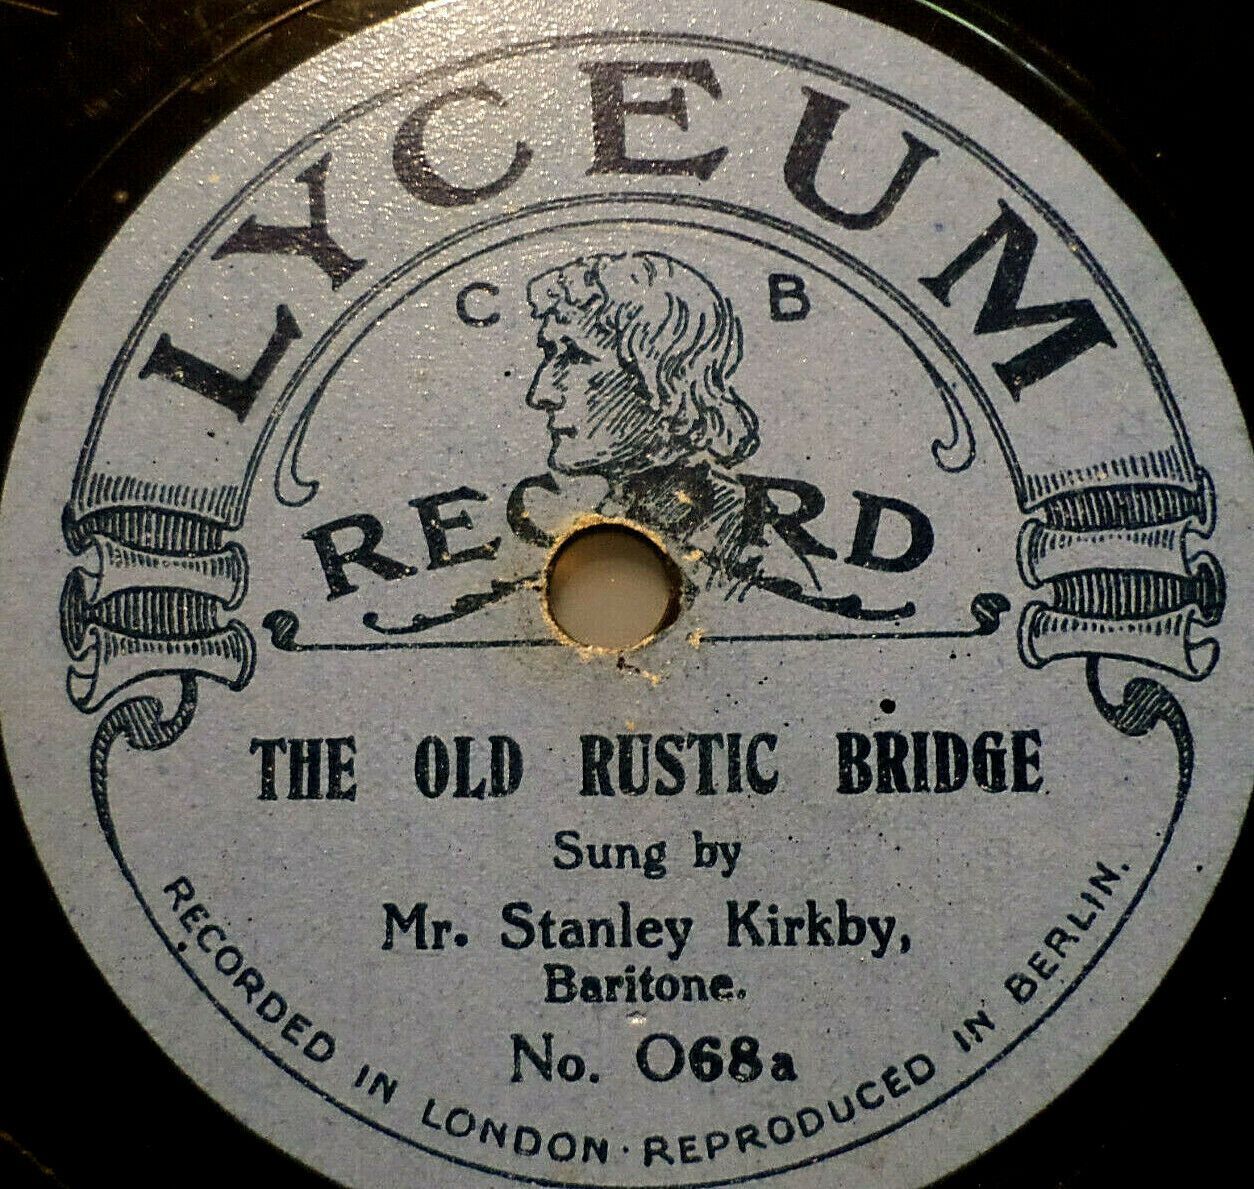 LYCEUM
C B
RECORD
THE OLD RUSTIC BRIDGE
Sung by
Mr. Stanley Kirkby,
Baritone.
No. O68a
RECORDED IN LONDON · REPRODUCED IN BERLIN.